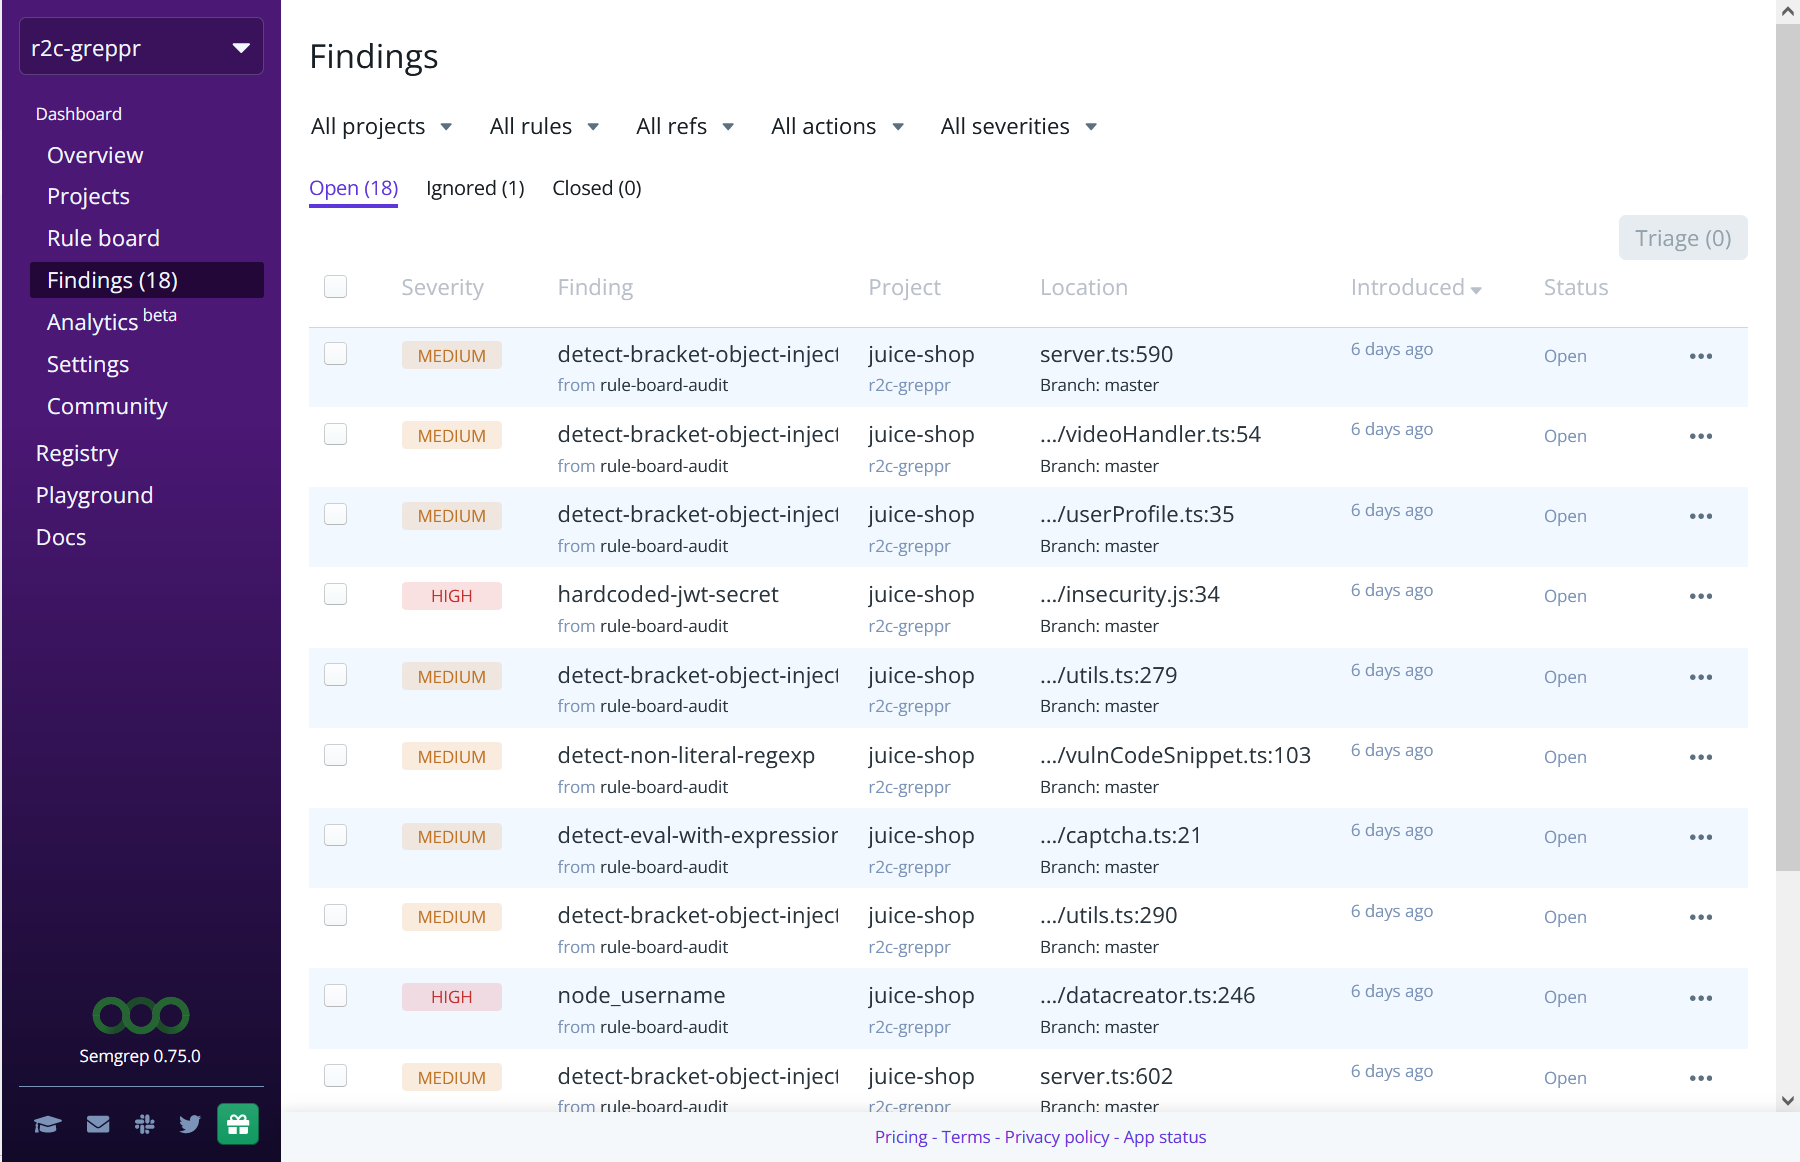 r2c-greppr
Dashboard
Overview
Projects
Rule board
Findings (18)
Analytics beta
Settings
Community
Registry
Playground
Docs
Semgrep 0.75.0
Findings
All projects All rules All refs All actions All severities
Open (18) Ignored (1) Closed (0)
Triage (0)
Severity Finding Project Location Introduced Status
MEDIUM detect-bracket-object-inject juice-shop server.ts:590 6 days ago Open
from rule-board-audit r2c-greppr Branch: master
MEDIUM detect-bracket-object-inject juice-shop .../videoHandler.ts:54 6 days ago Open
from rule-board-audit r2c-greppr Branch: master
MEDIUM detect-bracket-object-inject juice-shop .../userProfile.ts:35 6 days ago Open
from rule-board-audit r2c-greppr Branch: master
HIGH hardcoded-jwt-secret juice-shop .../insecurity.js:34 6 days ago Open
from rule-board-audit r2c-greppr Branch: master
MEDIUM detect-bracket-object-inject juice-shop .../utils.ts:279 6 days ago Open
from rule-board-audit r2c-greppr Branch: master
MEDIUM detect-non-literal-regexp juice-shop .../vulnCodeSnippet.ts:103 6 days ago Open
from rule-board-audit r2c-greppr Branch: master
MEDIUM detect-eval-with-expression juice-shop .../captcha.ts:21 6 days ago Open
from rule-board-audit r2c-greppr Branch: master
MEDIUM detect-bracket-object-inject juice-shop .../utils.ts:290 6 days ago Open
from rule-board-audit r2c-greppr Branch: master
HIGH node_username juice-shop .../datacreator.ts:246 6 days ago Open
from rule-board-audit r2c-greppr Branch: master
MEDIUM detect-bracket-object-inject juice-shop server.ts:602 6 days ago Open
from rule-board-audit r2c-greppr Branch: master
Pricing - Terms - Privacy policy - App status